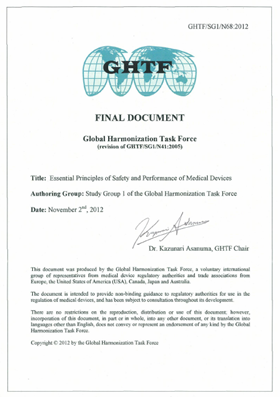 GHTF/SG1/N68:2012
GHTF
FINAL DOCUMENT
Global Harmonization Task Force
(revision of GHTF/SG1/N41:2005)
Title: Essential Principles of Safety and Performance of Medical Devices
Authoring Group: Study Group 1 of the Global Harmonization Task Force
Date: November 2nd, 2012
Dr. Kazunari Asanuma, GHTF Chair
This document was produced by the Global Harmonization Task Force, a voluntary international
group of representatives from medical device regulatory authorities and trade associations from
Europe, the United States of America (USA), Canada, Japan and Australia.
The document is intended to provide non-binding guidance to regulatory authorities for use in the
regulation of medical devices, and has been subject to consultation throughout its development.
There are no restrictions on the reproduction, distribution or use of this document; however,
incorporation of this document, in part or in whole, into any other document, or its translation into
languages other than English, does not convey or represent an endorsement of any kind by the Global
Harmonization Task Force.
Copyright © 2012 by the Global Harmonization Task Force